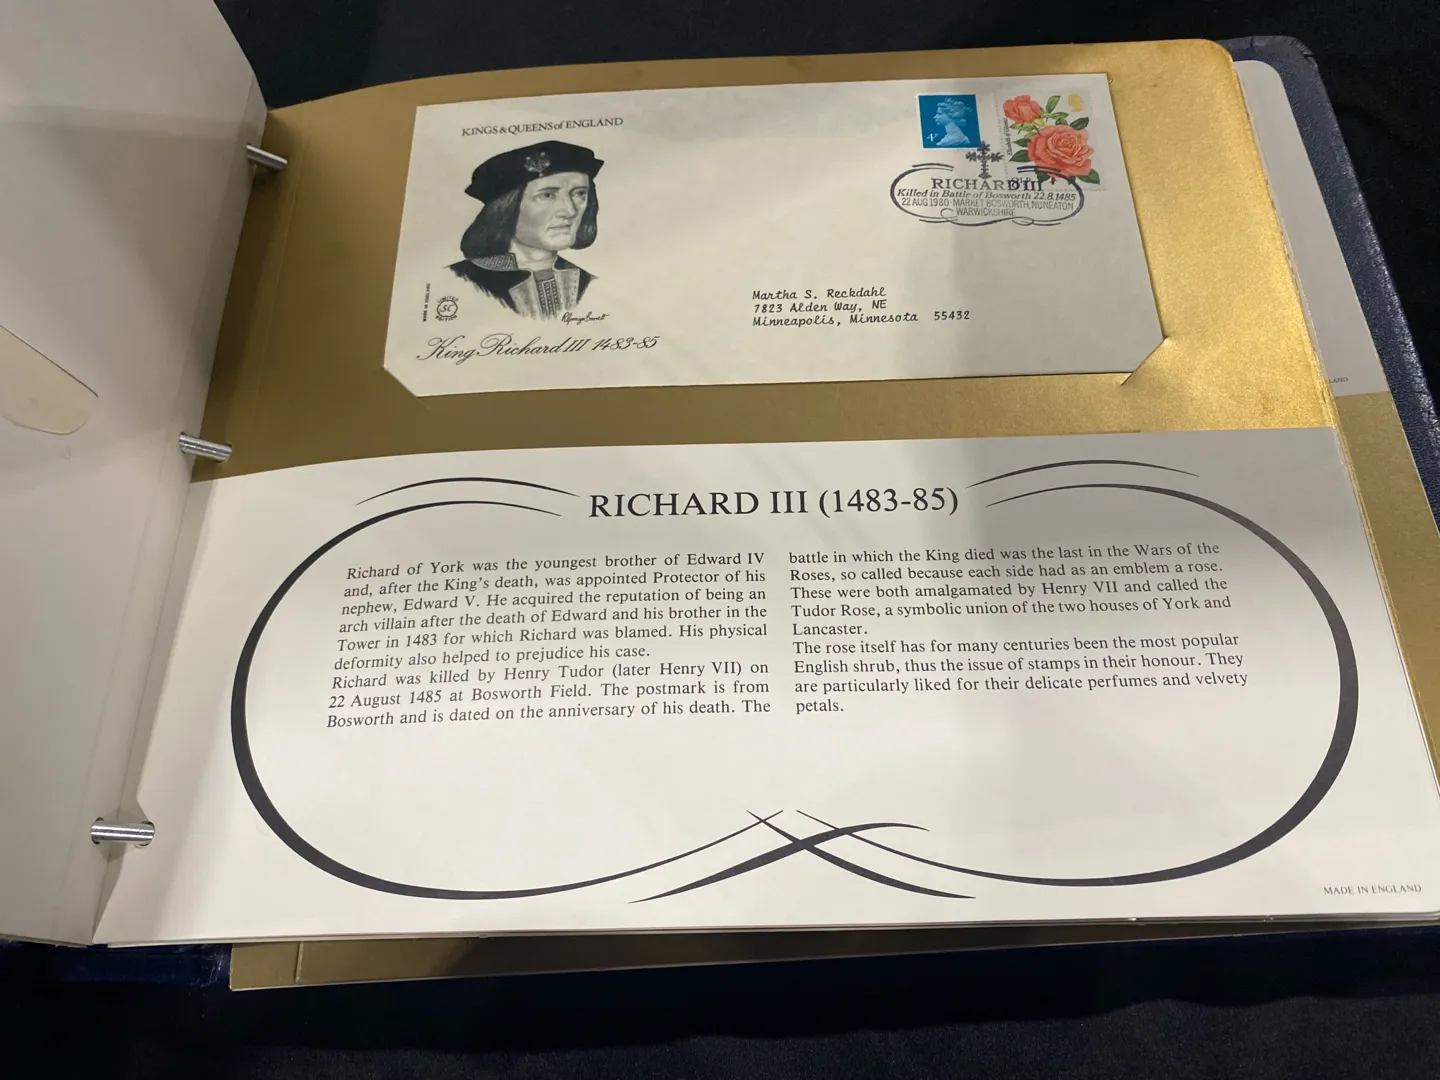 KINGS & QUEENS of ENGLAND
4P
RICHARD III
Killed in Battle of Bosworth 22.8.1485
22 AUG 1980 · MARKET BOSWORTH, NUNEATON
WARWICKSHIRE
Martha S. Reckdahl
7823 Alden Way, NE
Minneapolis, Minnesota 55432
MADE IN ENGLAND
LIMITED
SC
EDITION
King Richard III 1483-85
LAND
RICHARD III (1483-85)
Richard of York was the youngest brother of Edward IV
and, after the King's death, was appointed Protector of his
nephew, Edward V. He acquired the reputation of being an
arch villain after the death of Edward and his brother in the
Tower in 1483 for which Richard was blamed. His physical
deformity also helped to prejudice his case.
Richard was killed by Henry Tudor (later Henry VII) on
22 August 1485 at Bosworth Field. The postmark is from
Bosworth and is dated on the anniversary of his death. The
battle in which the King died was the last in the Wars of the
Roses, so called because each side had as an emblem a rose.
These were both amalgamated by Henry VII and called the
Tudor Rose, a symbolic union of the two houses of York and
Lancaster.
The rose itself has for many centuries been the most popular
English shrub, thus the issue of stamps in their honour. They
are particularly liked for their delicate perfumes and velvety
petals.
MADE IN ENGLAND